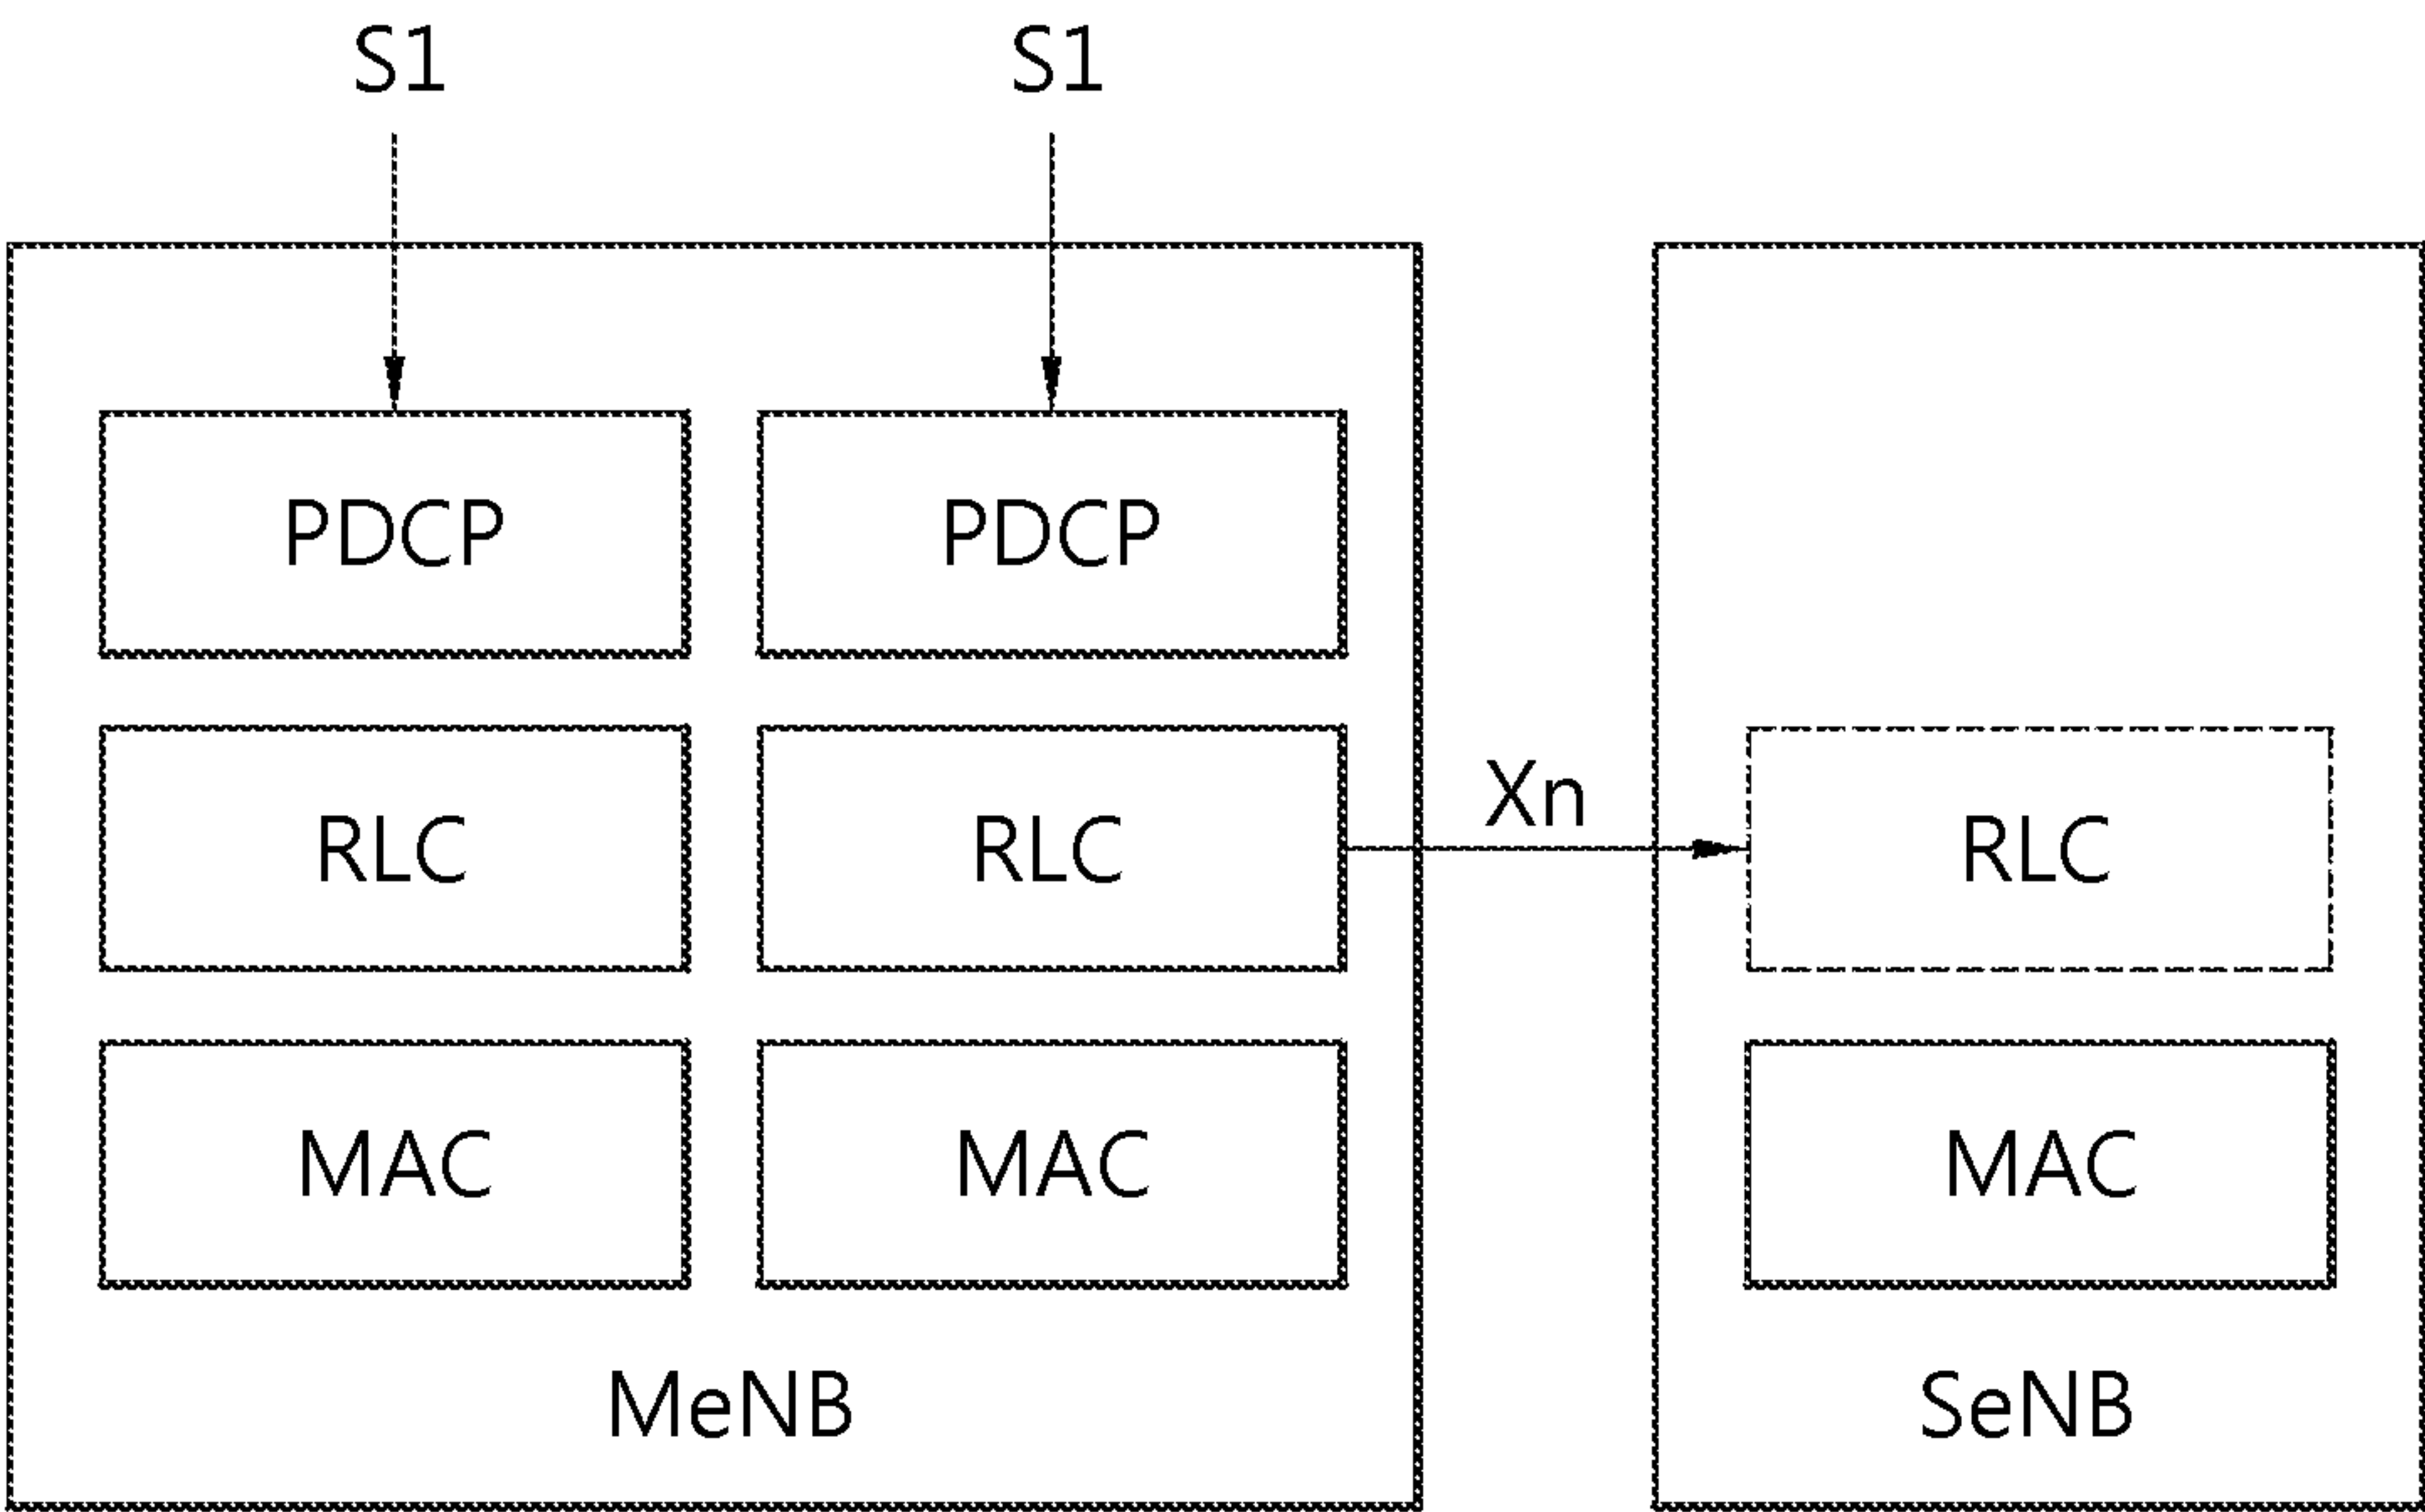 S1 S1
PDCP PDCP
Xn
RLC RLC RLC
MAC MAC MAC
MeNB SeNB